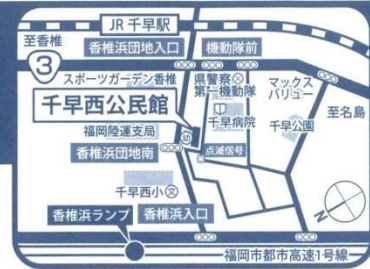 JR 千早駅
至香椎
香椎浜団地入口
機動隊前
3
スポーツガーデン香椎
県警察
第一機動隊
マックス
バリュー
千早西公民館
至名島
千早病院
千早公園
福岡陸運支局
幼
香椎浜団地南
点滅信号
千早西小
文
香椎浜ランプ
香椎浜入口
N
福岡市都市高速1号線